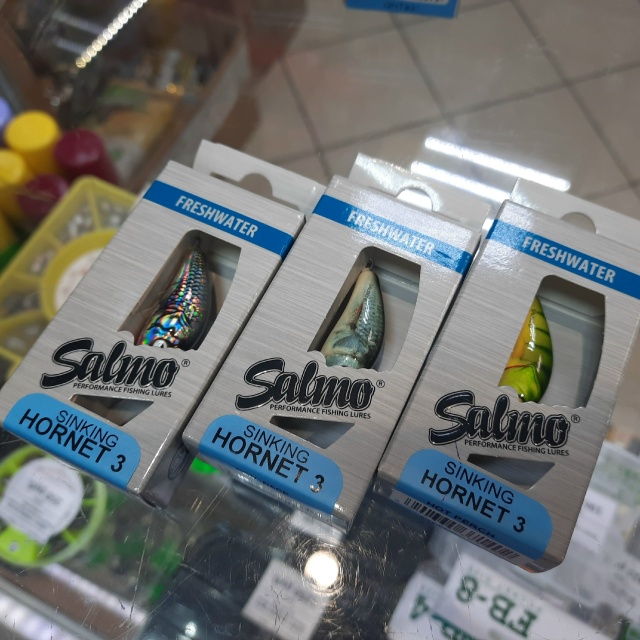 FRESHWATER
Salmo®
PERFORMANCE FISHING LURES
SINKING
HORNET 3
FRESHWATER
Salmo®
PERFORMANCE FISHING LURES
SINKING
HORNET 3
FRESHWATER
Salmo®
PERFORMANCE FISHING LURES
SINKING
HORNET 3
EB-8